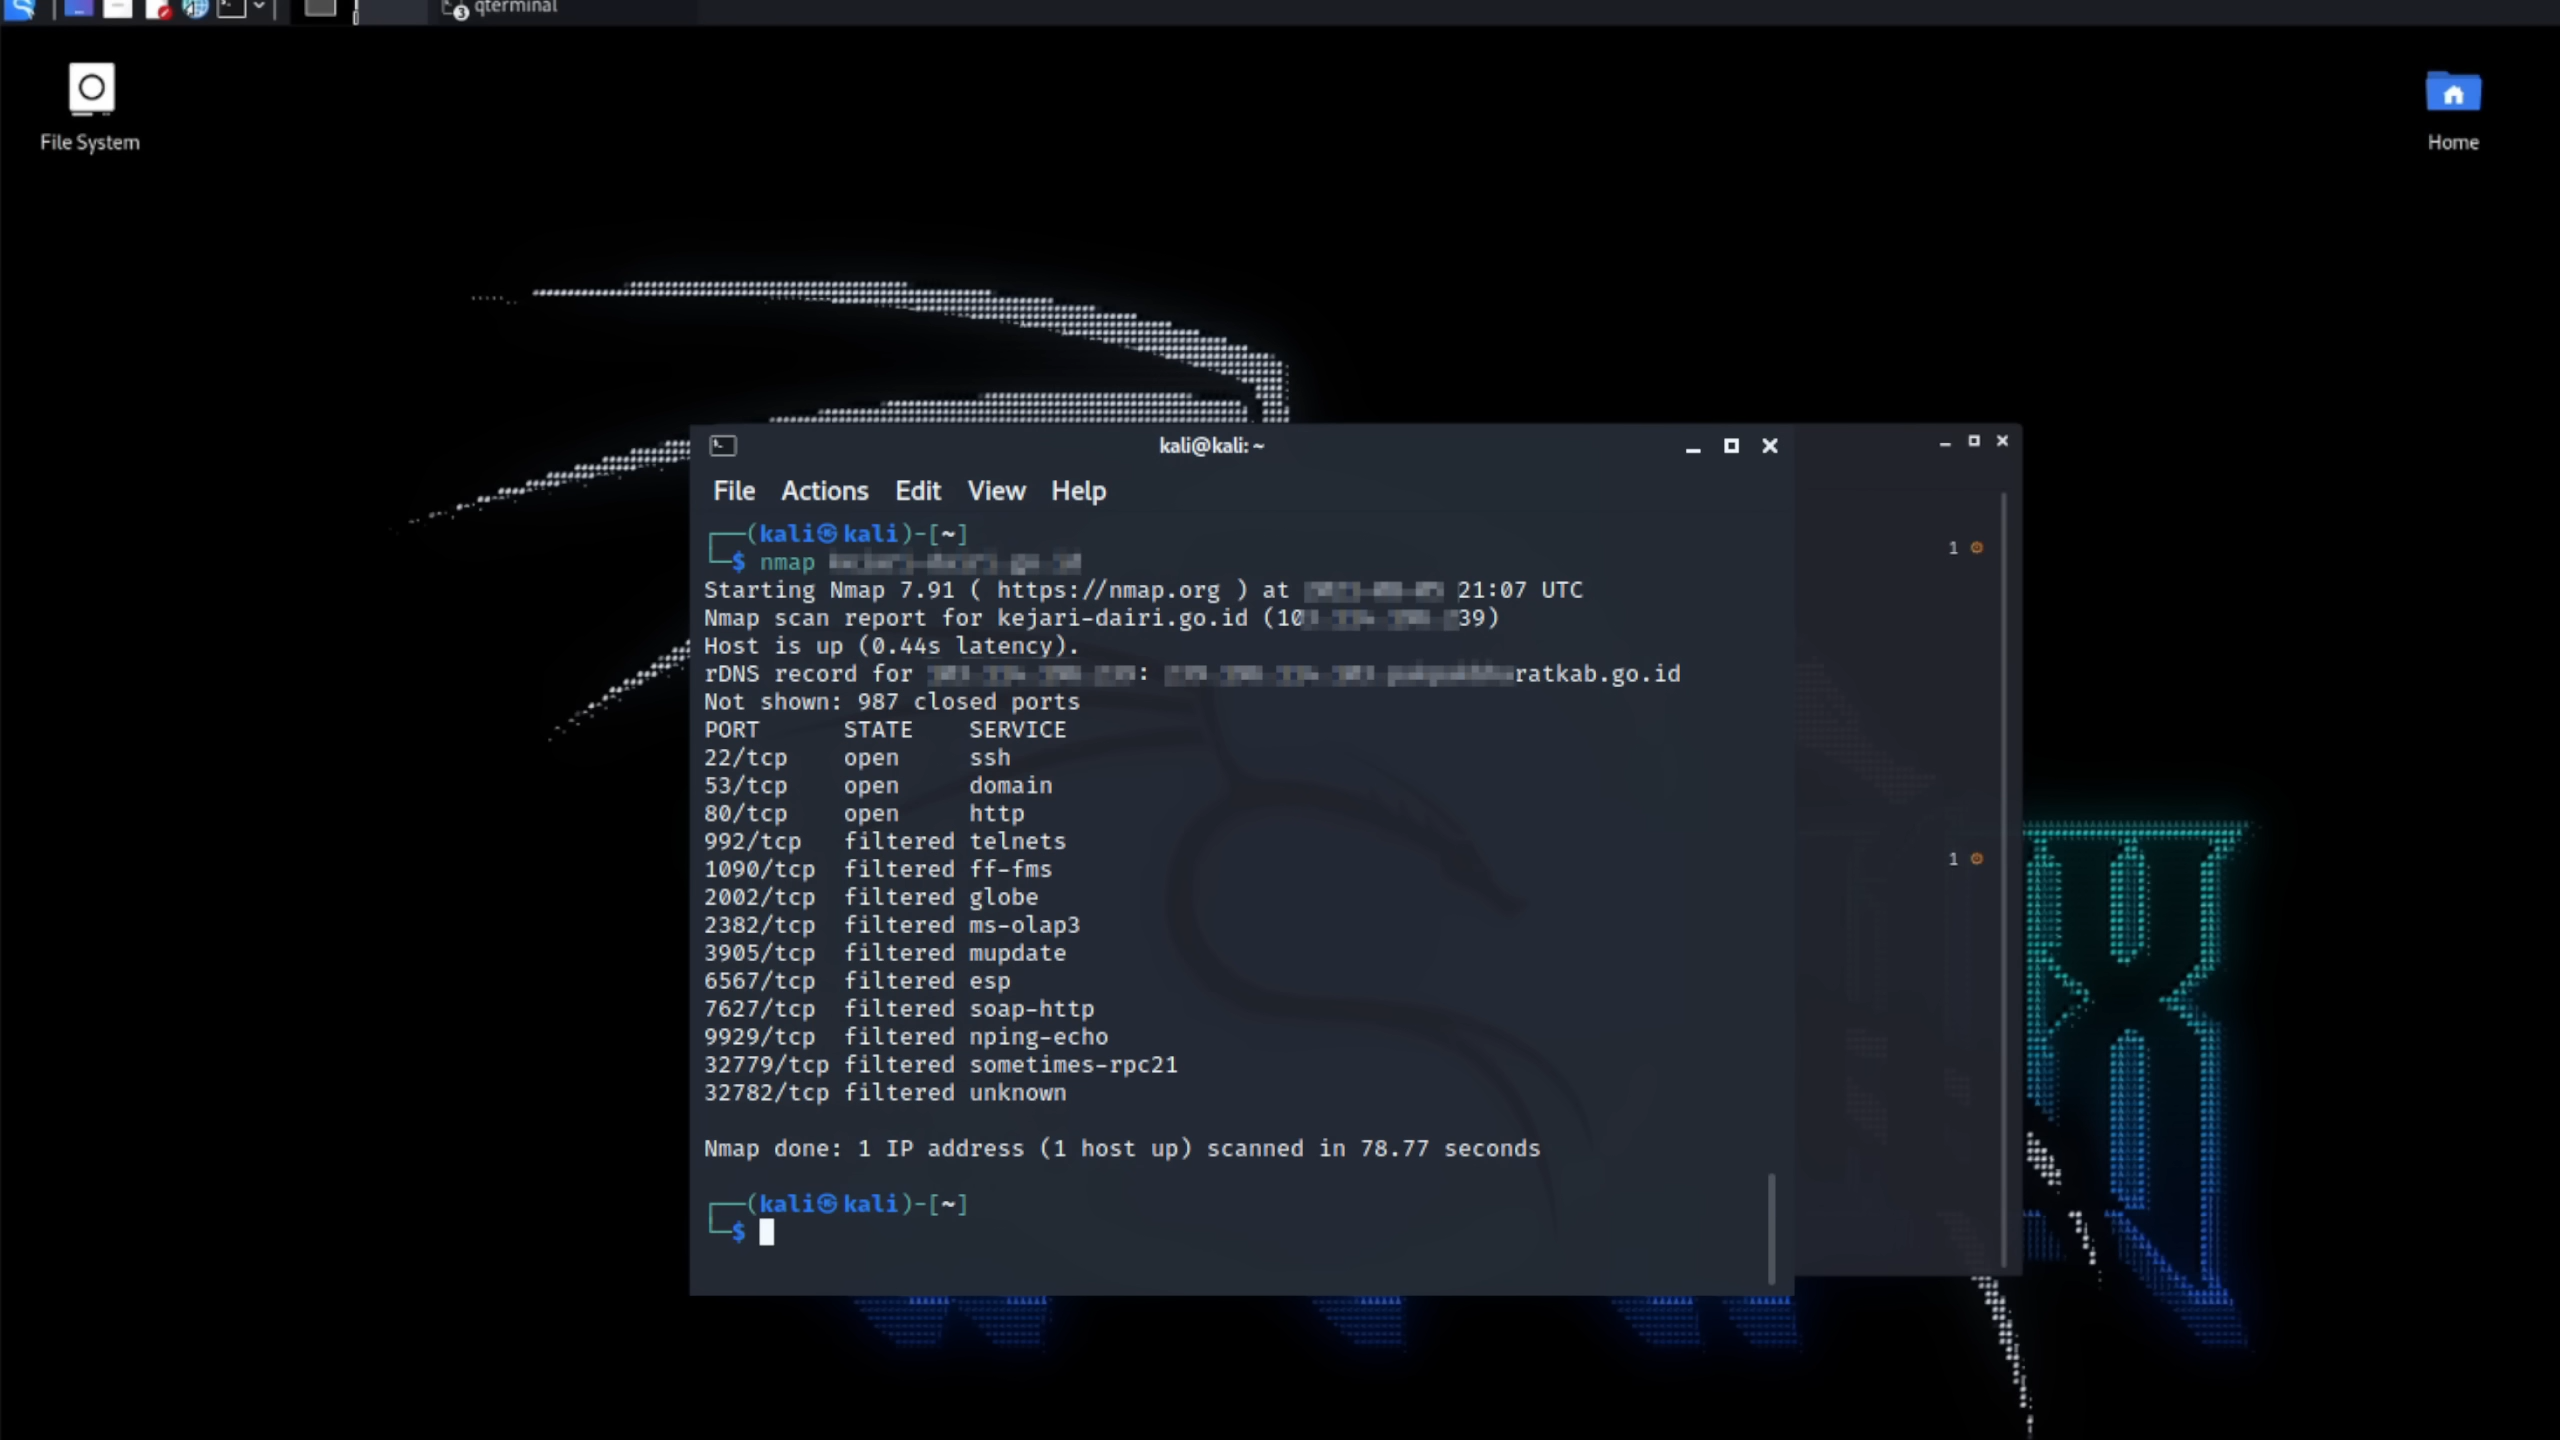 qterminal
File System
Home
kali@kali: ~
File Actions Edit View Help
┌──(kali㉿kali)-[~]
└─$ nmap
Starting Nmap 7.91 ( https://nmap.org ) at 21:07 UTC
Nmap scan report for kejari-dairi.go.id (10 39)
Host is up (0.44s latency).
rDNS record for : ratkab.go.id
Not shown: 987 closed ports
PORT STATE SERVICE
22/tcp open ssh
53/tcp open domain
80/tcp open http
992/tcp filtered telnets
1090/tcp filtered ff-fms
2002/tcp filtered globe
2382/tcp filtered ms-olap3
3905/tcp filtered mupdate
6567/tcp filtered esp
7627/tcp filtered soap-http
9929/tcp filtered nping-echo
32779/tcp filtered sometimes-rpc21
32782/tcp filtered unknown
Nmap done: 1 IP address (1 host up) scanned in 78.77 seconds
┌──(kali㉿kali)-[~]
└─$
1
1